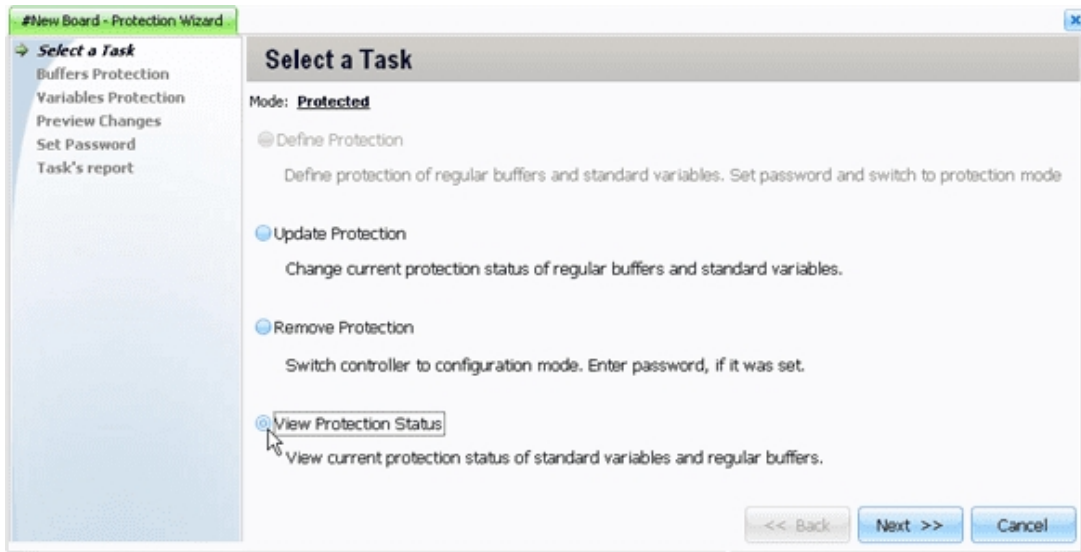 #New Board - Protection Wizard
Select a Task
Buffers Protection
Variables Protection
Preview Changes
Set Password
Task's report
Select a Task
Mode: Protected
Define Protection
Define protection of regular buffers and standard variables. Set password and switch to protection mode
Update Protection
Change current protection status of regular buffers and standard variables.
Remove Protection
Switch controller to configuration mode. Enter password, if it was set.
View Protection Status
View current protection status of standard variables and regular buffers.
<< Back Next >> Cancel